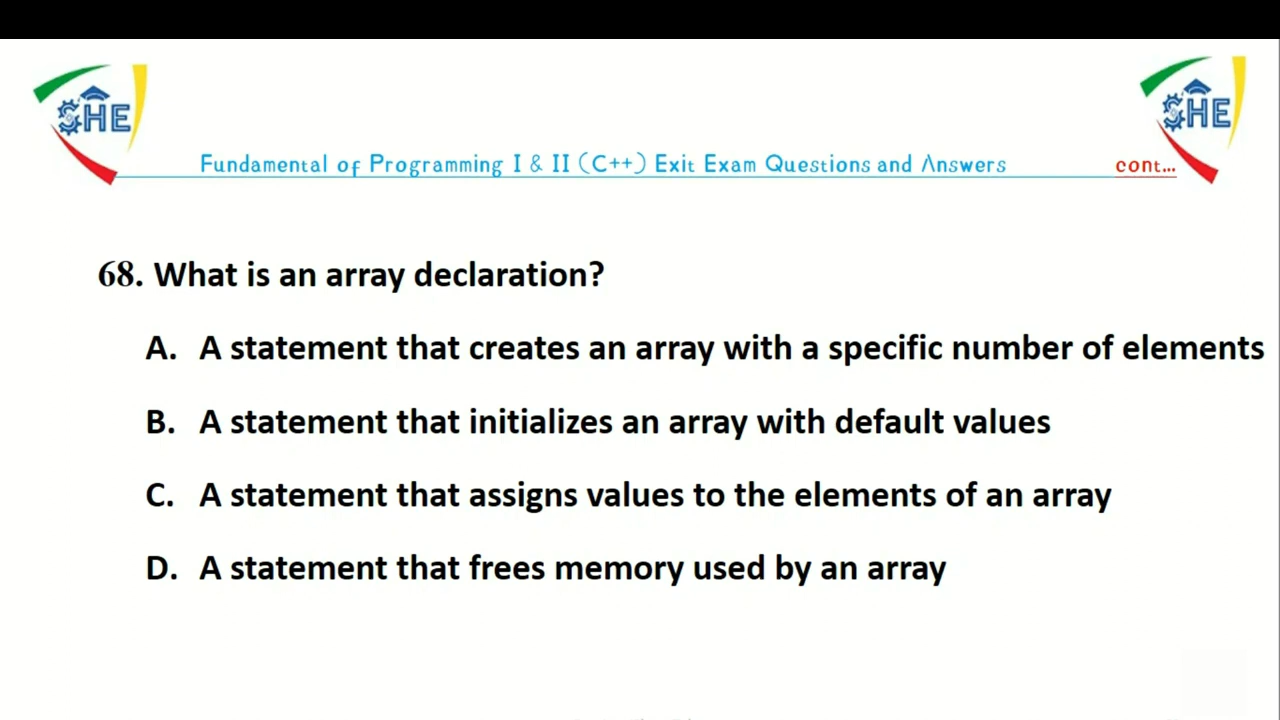 SHE
SHE
Fundamental of Programming I & II (C++) Exit Exam Questions and Answers cont...
68. What is an array declaration?
A. A statement that creates an array with a specific number of elements
B. A statement that initializes an array with default values
C. A statement that assigns values to the elements of an array
D. A statement that frees memory used by an array